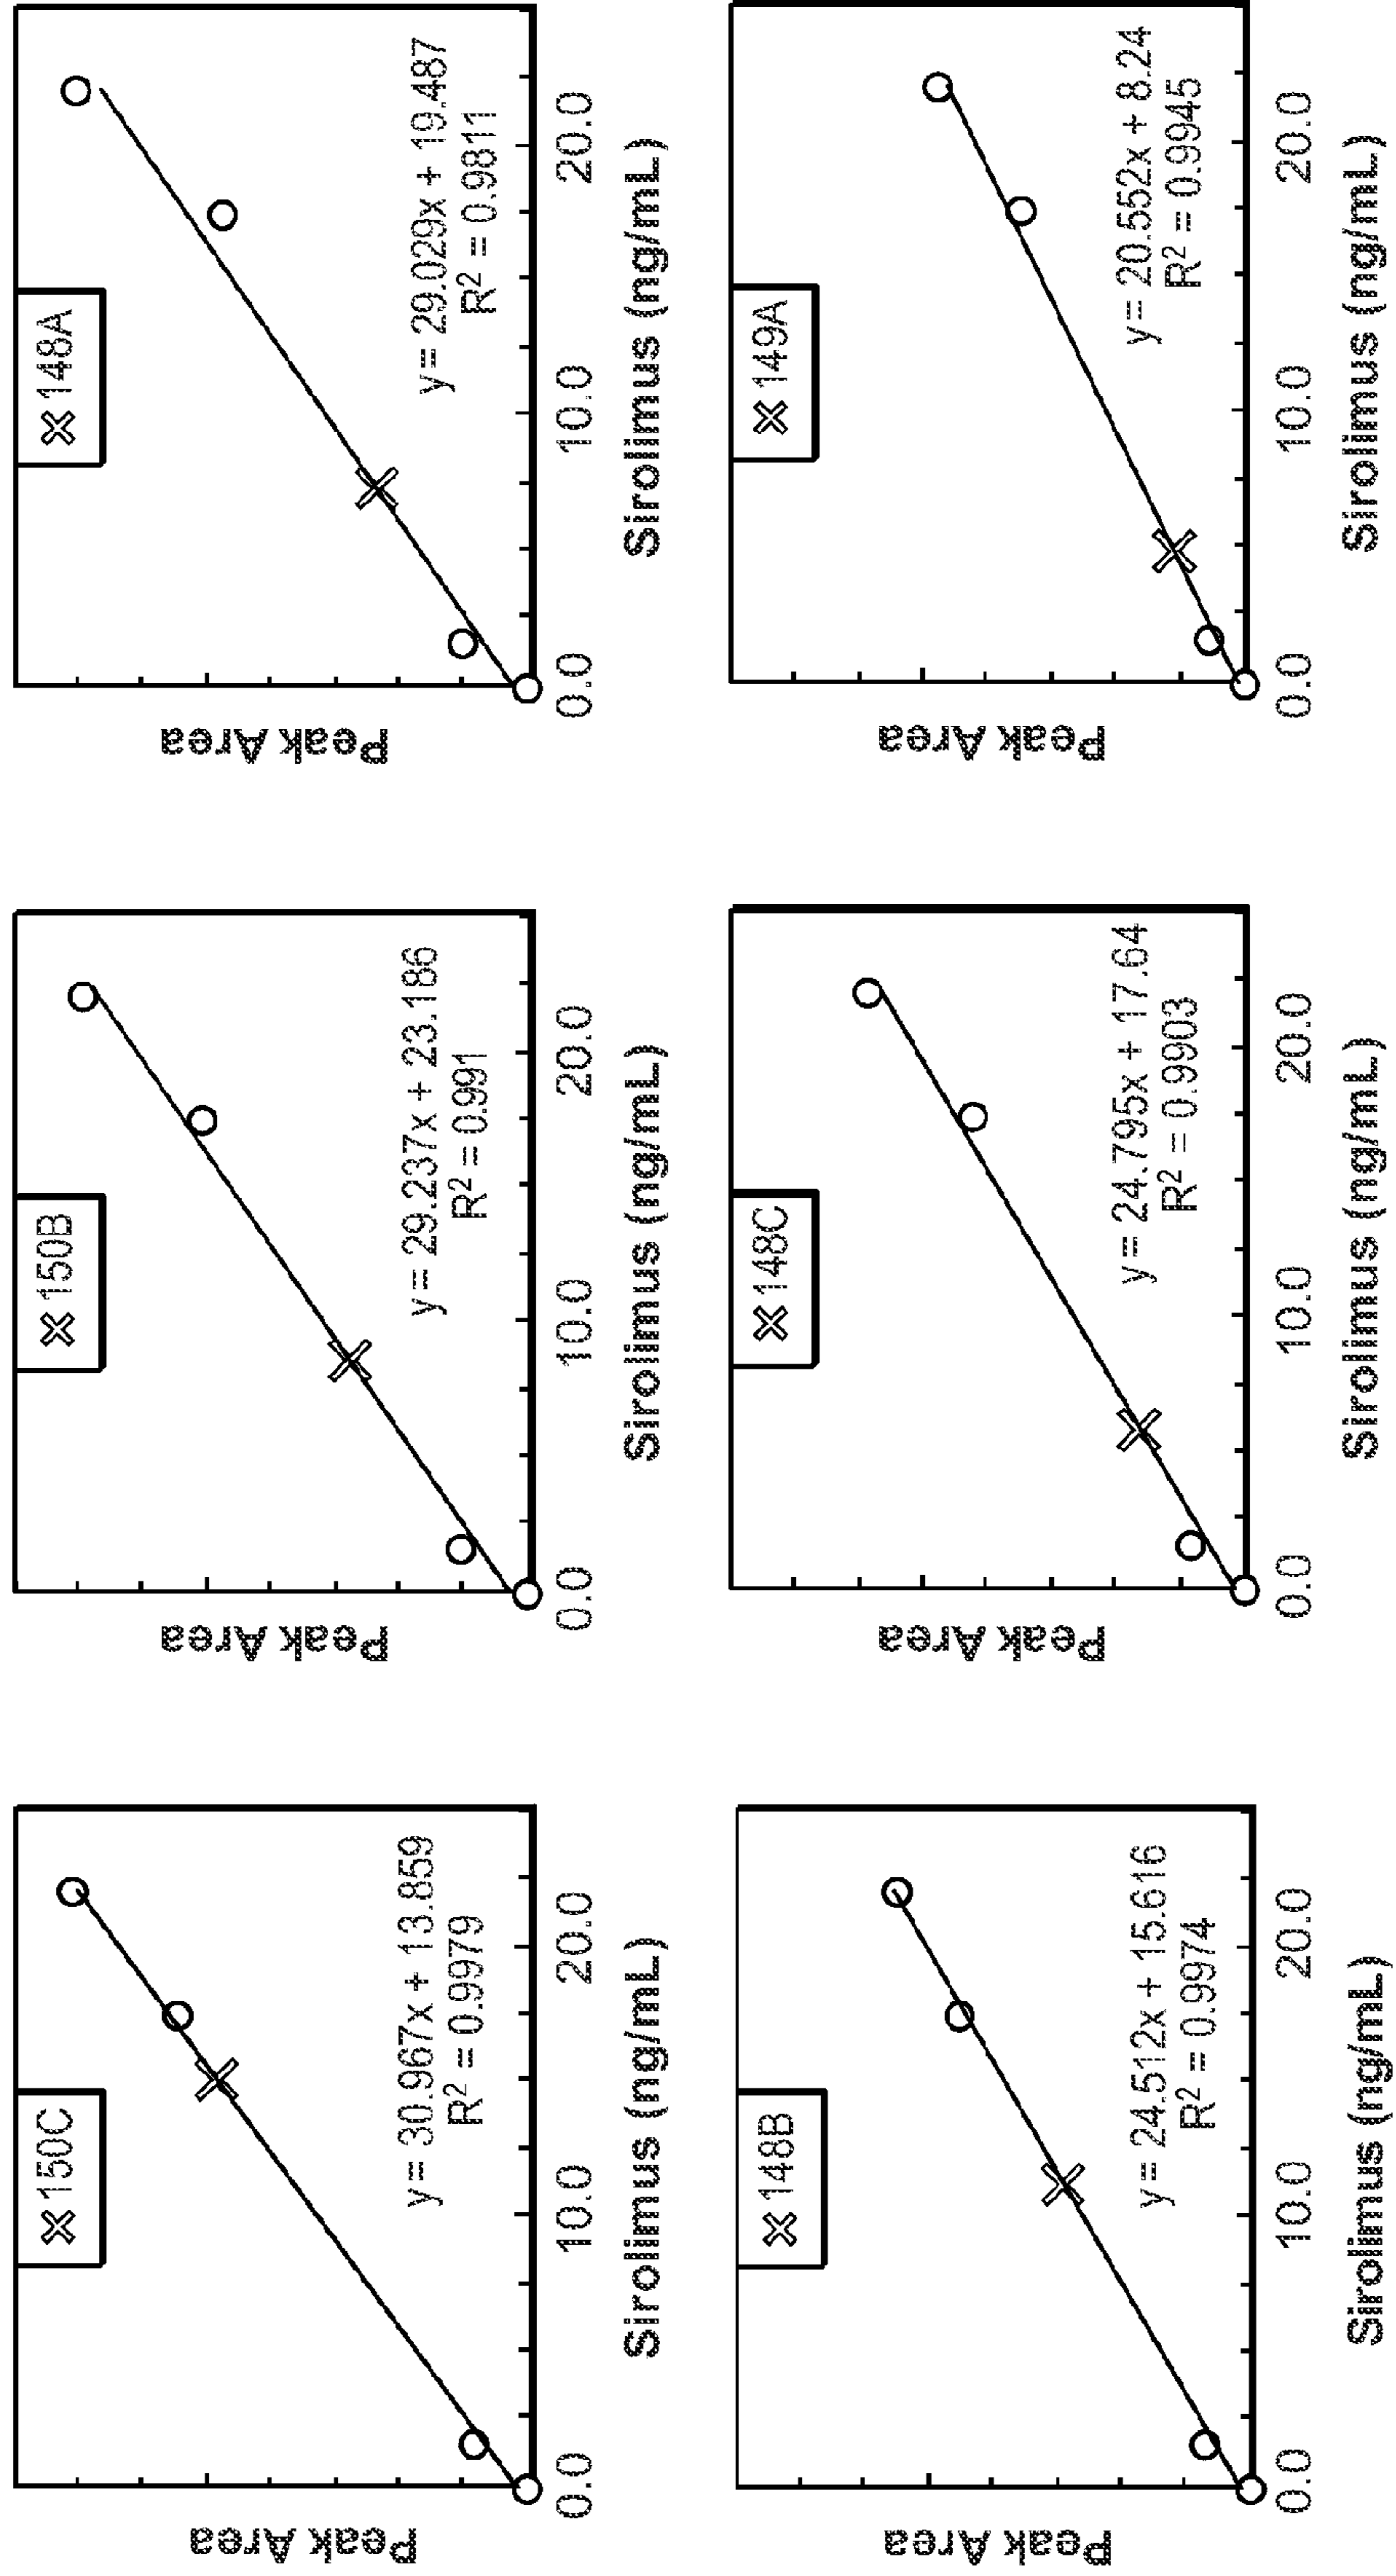 Peak Area
150C
y = 30.967x + 13.859
R² = 0.9979
0.0 10.0 20.0
Sirolimus (ng/mL)
Peak Area
150B
y = 29.237x + 23.186
R² = 0.991
0.0 10.0 20.0
Sirolimus (ng/mL)
Peak Area
148A
y = 29.029x + 19.487
R² = 0.9811
0.0 10.0 20.0
Sirolimus (ng/mL)
Peak Area
148B
y = 24.512x + 15.616
R² = 0.9974
0.0 10.0 20.0
Sirolimus (ng/mL)
Peak Area
148C
y = 24.795x + 17.64
R² = 0.9903
0.0 10.0 20.0
Sirolimus (ng/mL)
Peak Area
149A
y = 20.552x + 8.24
R² = 0.9945
0.0 10.0 20.0
Sirolimus (ng/mL)